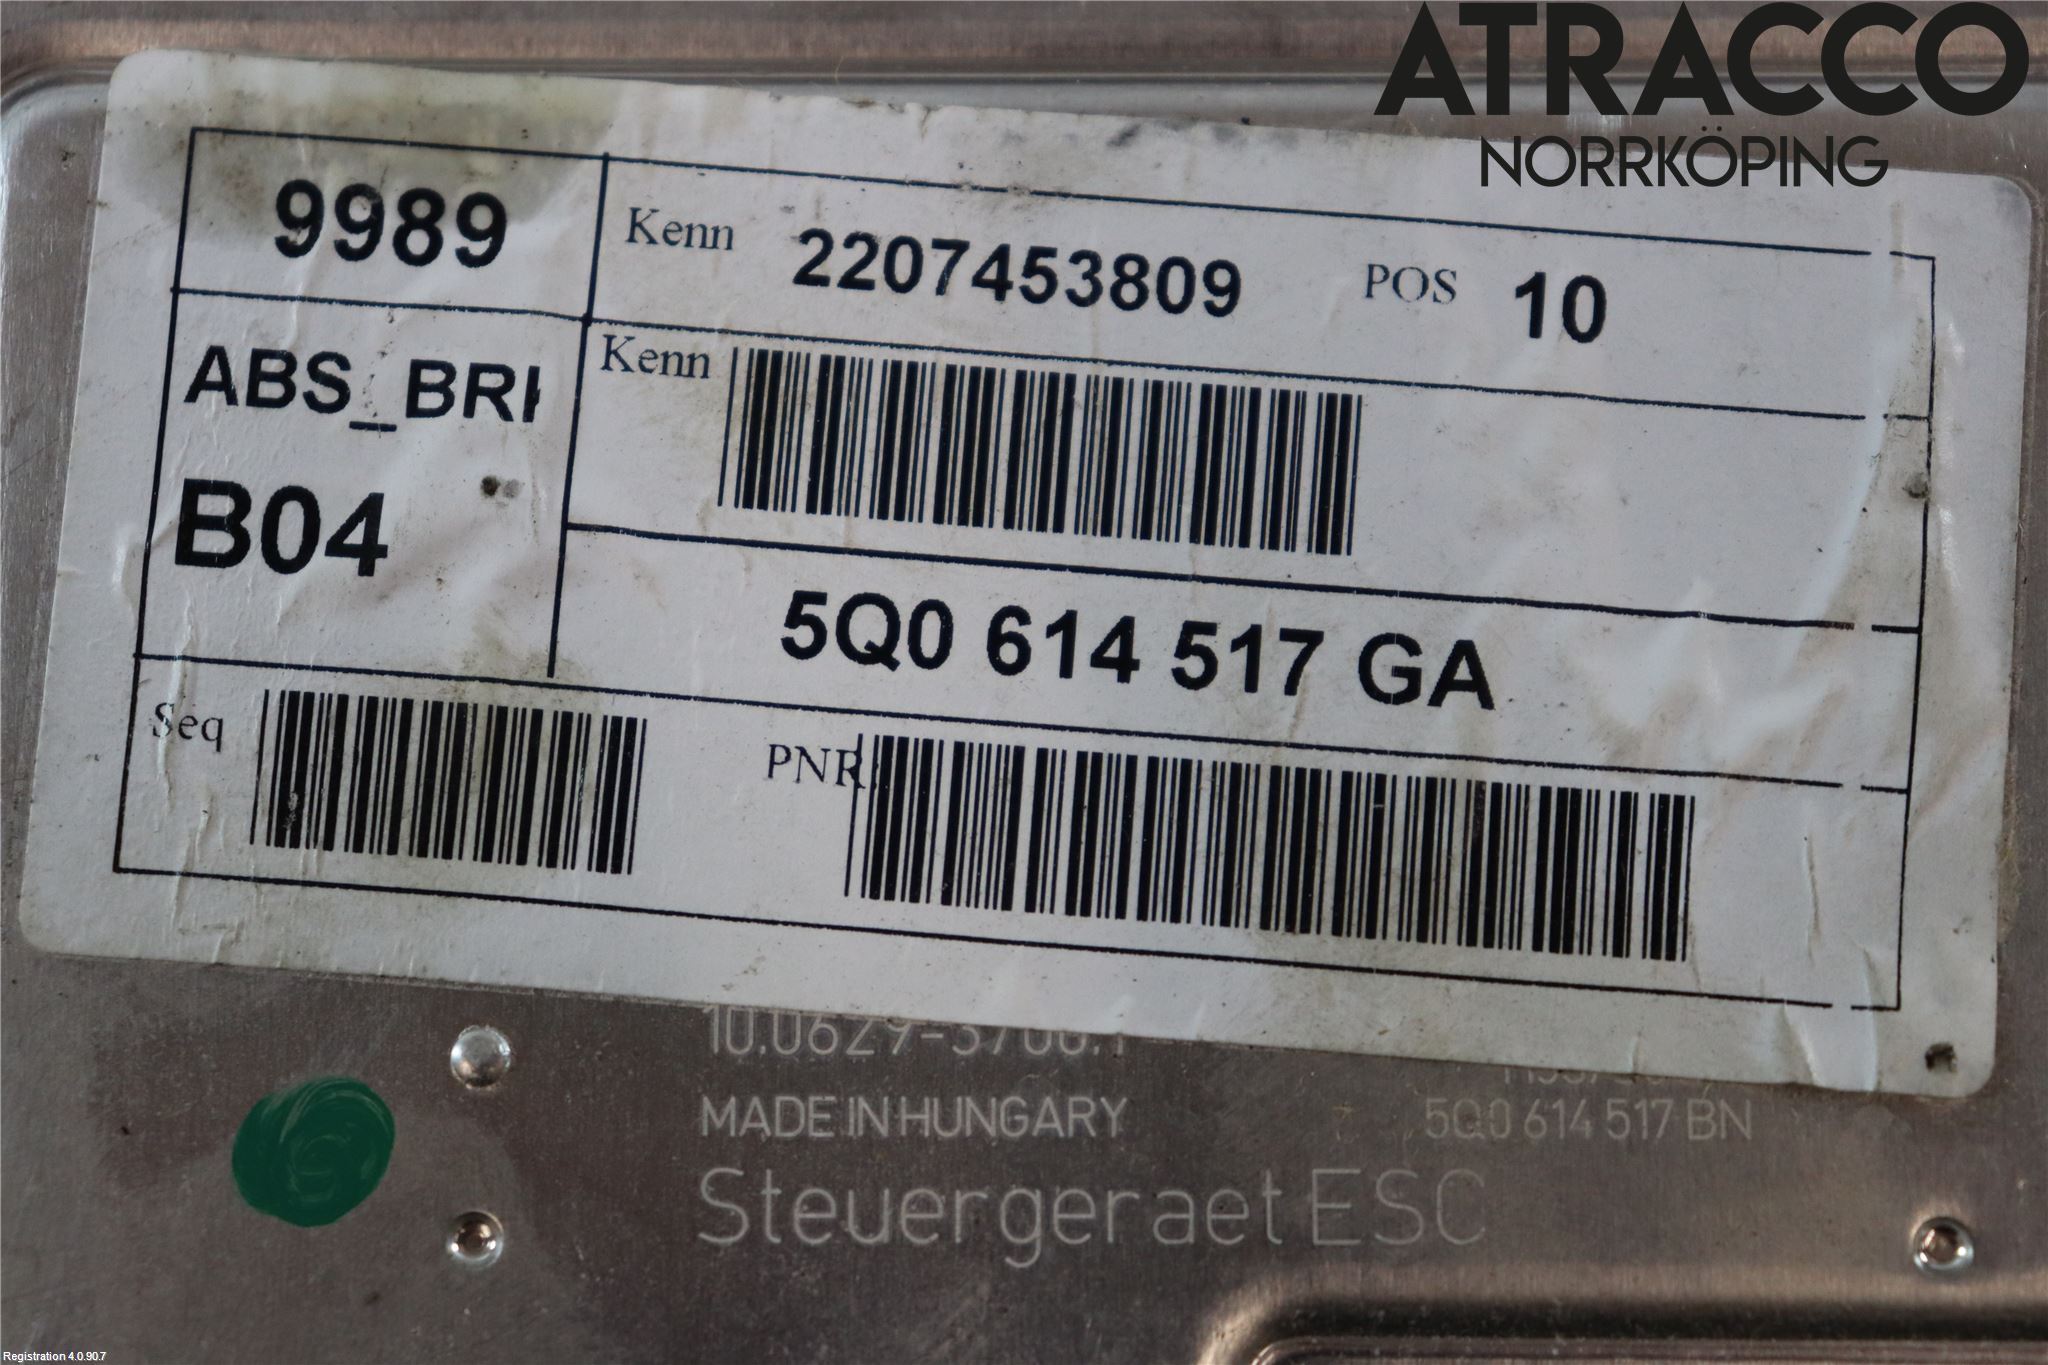 ATRACCO
NORRKÖPING
9989
Kenn 2207453809 POS 10
Kenn
ABS_BRK
B04
5Q0 614 517 GA
Seq
PNR
MADE IN HUNGARY
5Q0 614 517 BN
Steuergeraet ESC
Registration 4.0.90.7